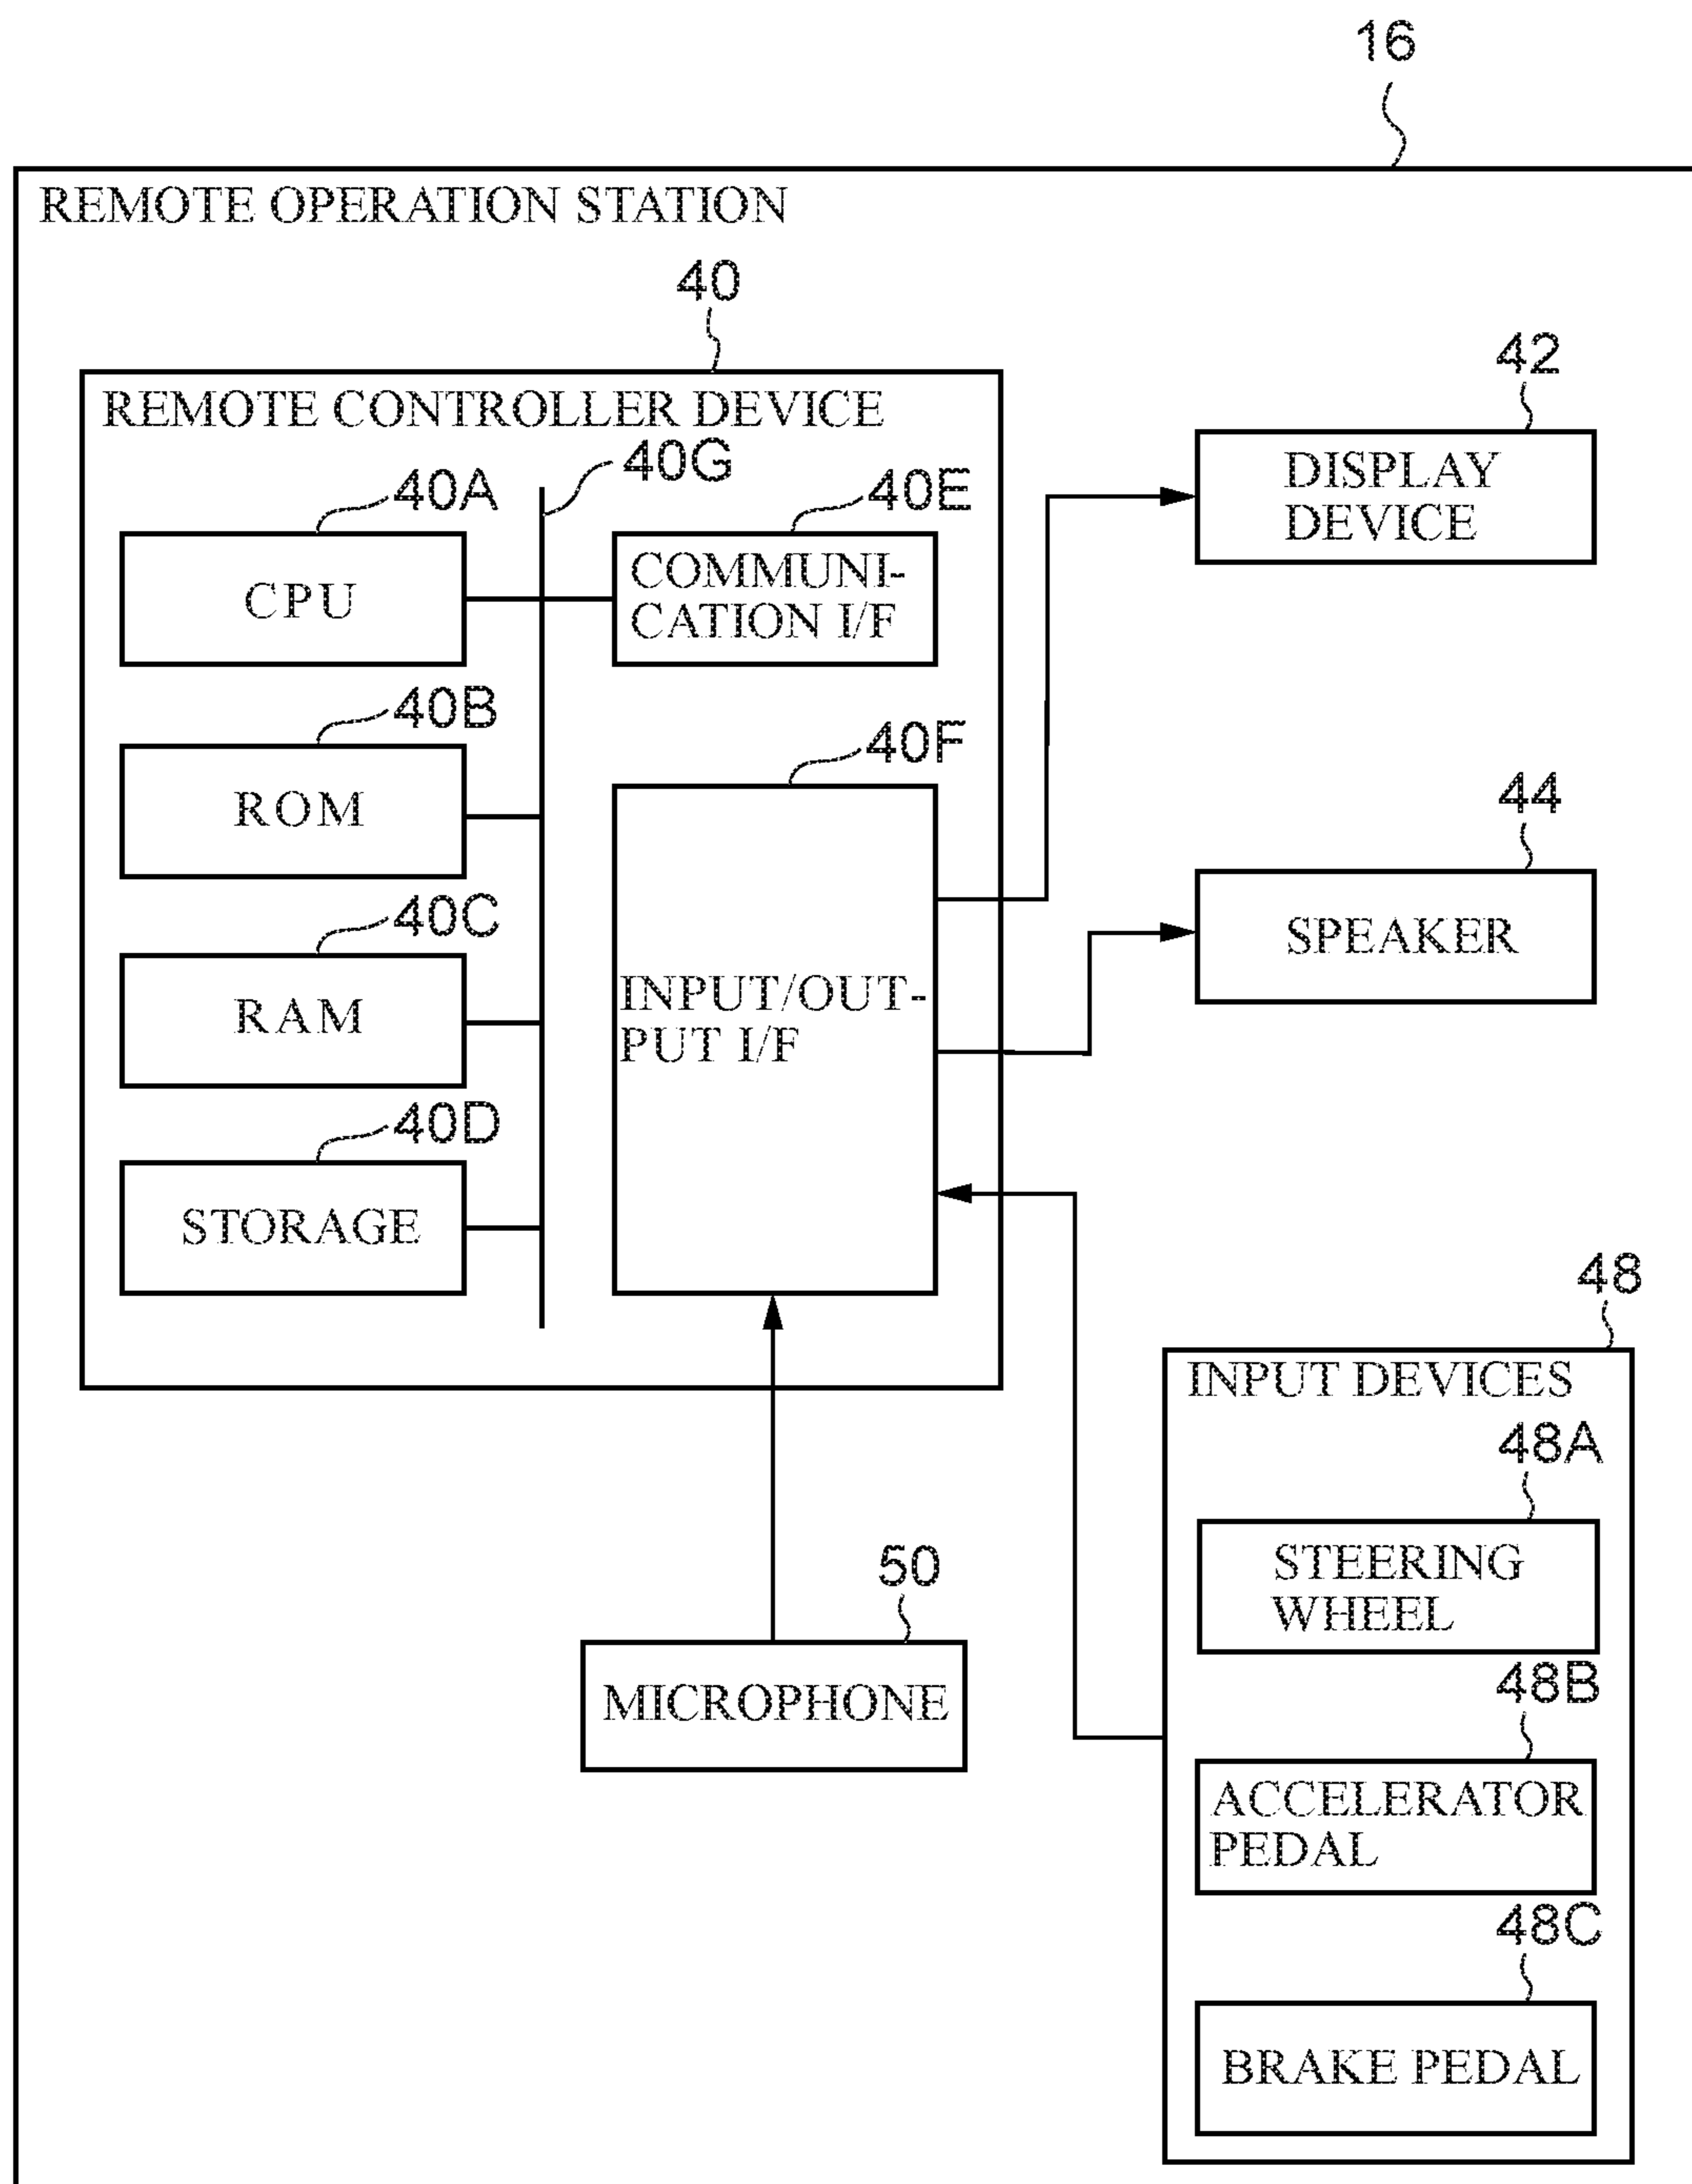 16
REMOTE OPERATION STATION
40
REMOTE CONTROLLER DEVICE
40G
40A
CPU
40E
COMMUNI-
CATION I/F
40B
ROM
40F
INPUT/OUT-
PUT I/F
40C
RAM
40D
STORAGE
42
DISPLAY
DEVICE
44
SPEAKER
50
MICROPHONE
48
INPUT DEVICES
48A
STEERING
WHEEL
48B
ACCELERATOR
PEDAL
48C
BRAKE PEDAL